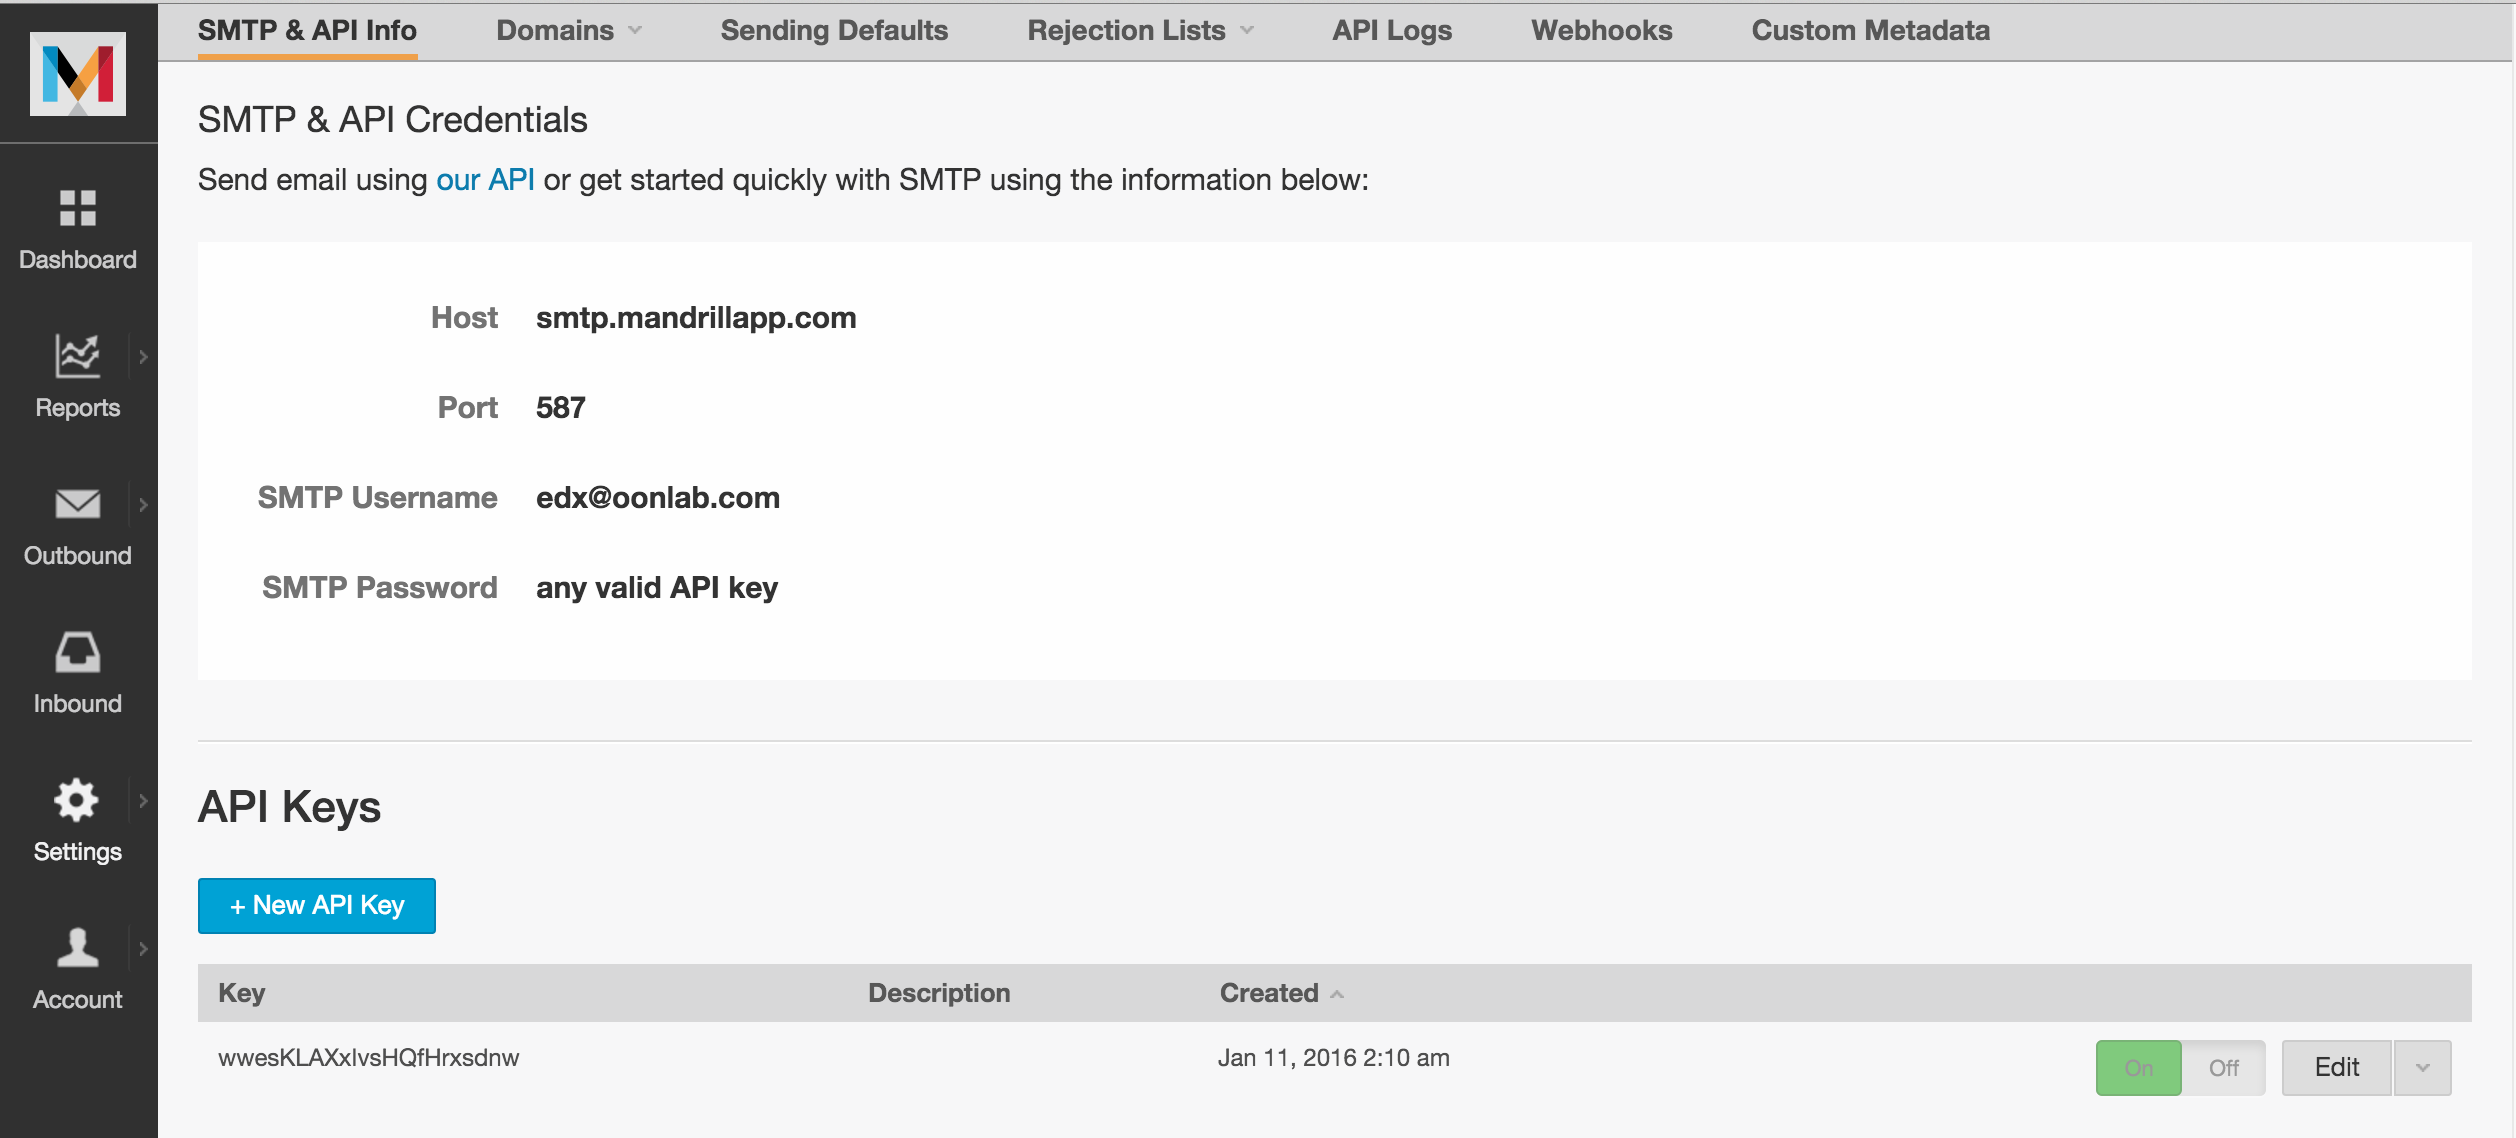 SMTP & API Info Domains Sending Defaults Rejection Lists API Logs Webhooks Custom Metadata
SMTP & API Credentials
Send email using our API or get started quickly with SMTP using the information below:
Dashboard
Host smtp.mandrillapp.com
Reports
Port 587
SMTP Username edx@oonlab.com
Outbound
SMTP Password any valid API key
Inbound
API Keys
Settings
+ New API Key
Key Description Created
Account
wwesKLAXxIvsHQfHrxsdnw Jan 11, 2016 2:10 am On Off Edit